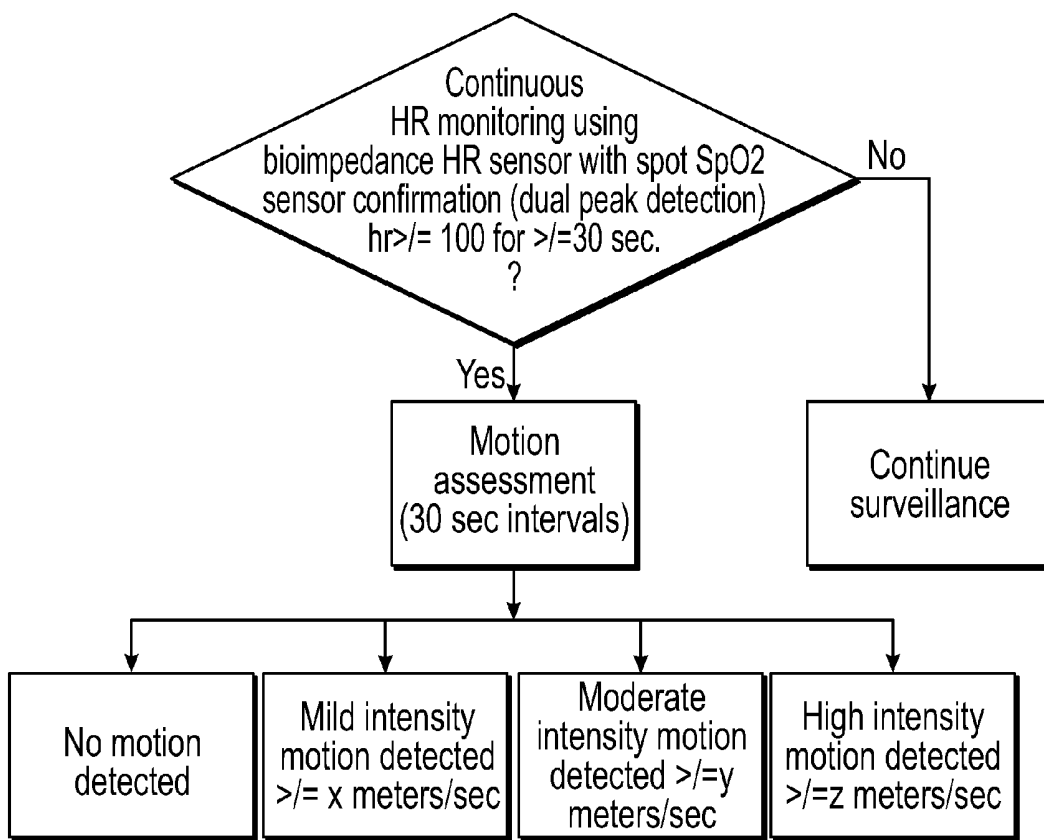 Continuous
HR monitoring using
bioimpedance HR sensor with spot SpO2
sensor confirmation (dual peak detection)
hr>/= 100 for >/=30 sec.
?
No
Yes
Motion
assessment
(30 sec intervals)
Continue
surveillance
No motion
detected
Mild intensity
motion detected
>/= x meters/sec
Moderate
intensity motion
detected >/=y
meters/sec
High intensity
motion detected
>/=z meters/sec